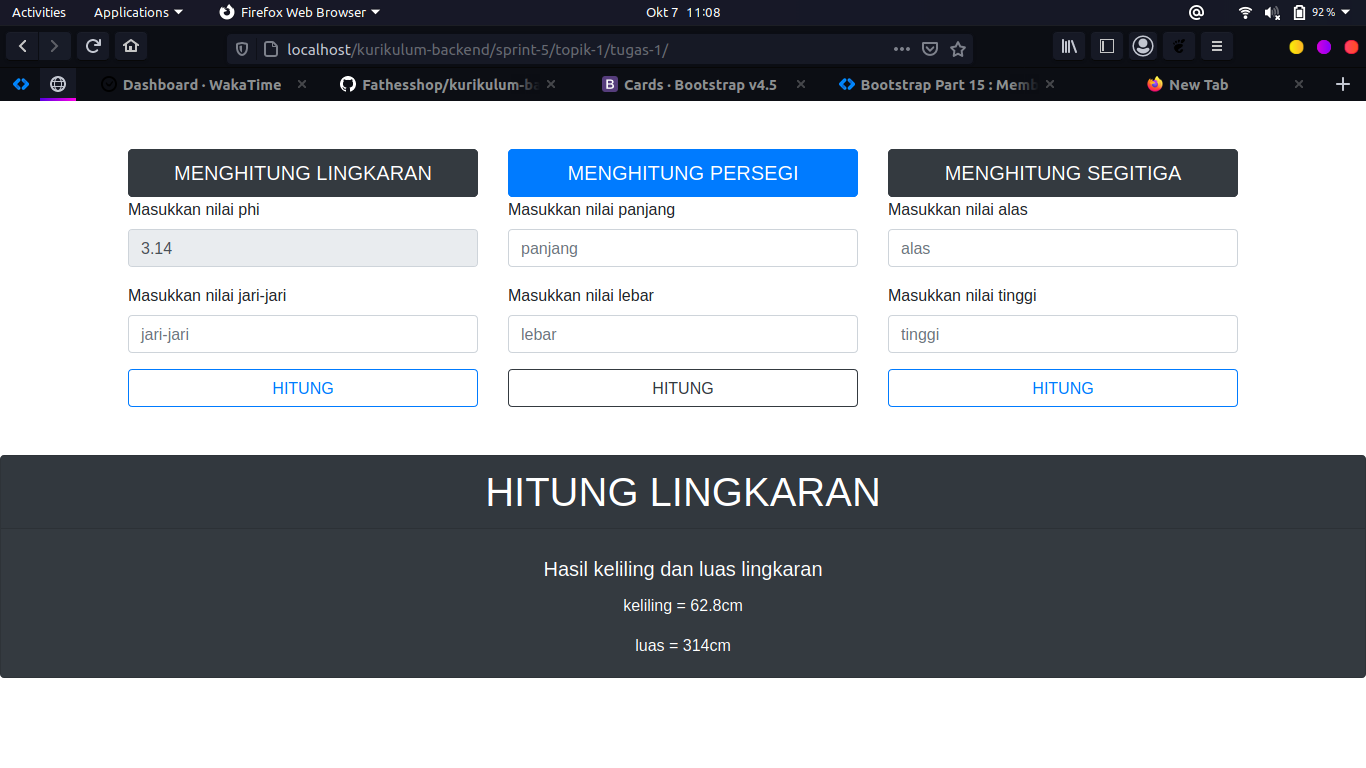 Activities Applications Firefox Web Browser Okt 7 11:08 92 %
localhost/kurikulum-backend/sprint-5/topik-1/tugas-1/
Dashboard · WakaTime Fathesshop/kurikulum-ba B Cards · Bootstrap v4.5 Bootstrap Part 15 : Memb New Tab
MENGHITUNG LINGKARAN
Masukkan nilai phi
3.14
Masukkan nilai jari-jari
jari-jari
HITUNG
MENGHITUNG PERSEGI
Masukkan nilai panjang
panjang
Masukkan nilai lebar
lebar
HITUNG
MENGHITUNG SEGITIGA
Masukkan nilai alas
alas
Masukkan nilai tinggi
tinggi
HITUNG
HITUNG LINGKARAN
Hasil keliling dan luas lingkaran
keliling = 62.8cm
luas = 314cm